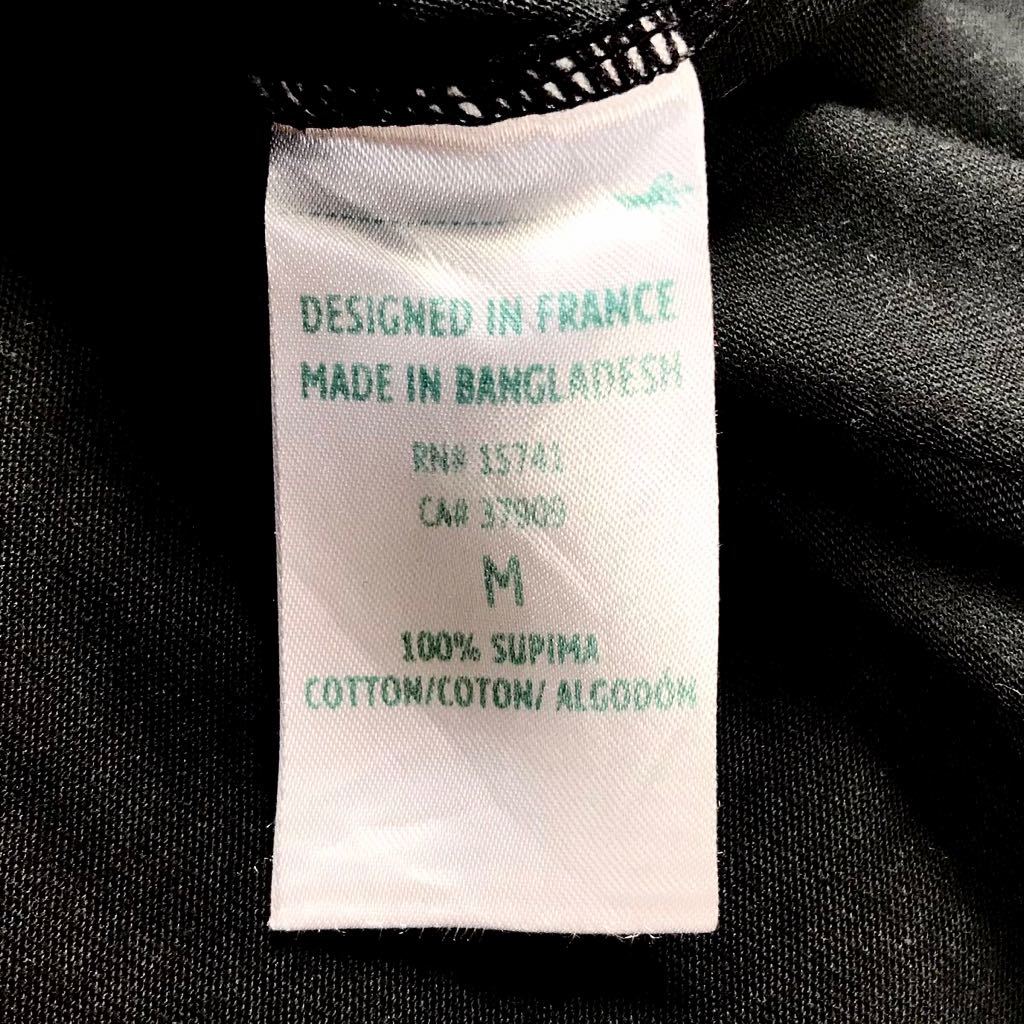 DESIGNED IN FRANCE
MADE IN BANGLADESH
RN# 15741
CA# 37909
M
100% SUPIMA
COTTON/COTON/ ALGODÓN